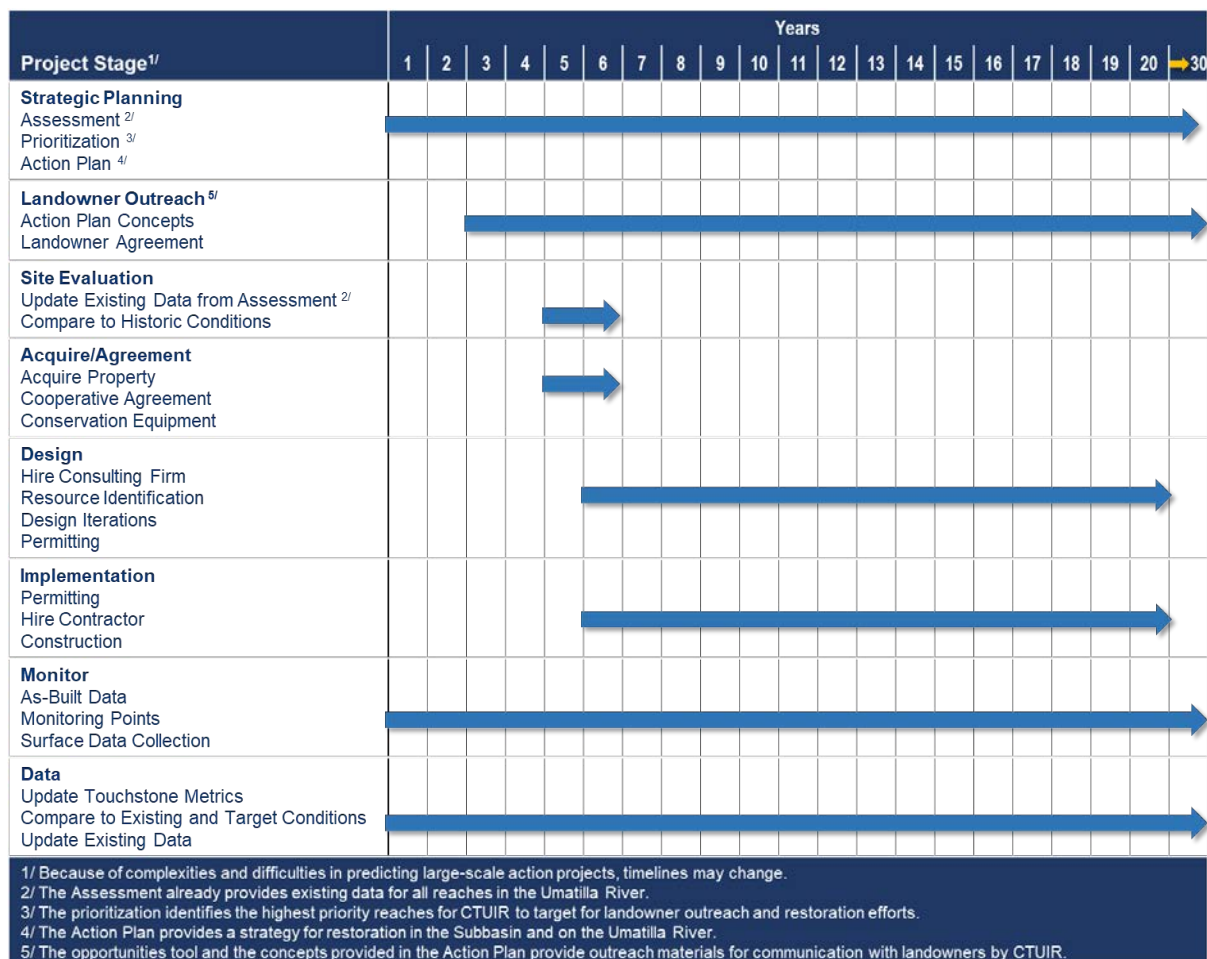 Years
Project Stage1/ 1 2 3 4 5 6 7 8 9 10 11 12 13 14 15 16 17 18 19 20 30
Strategic Planning
Assessment 2/
Prioritization 3/
Action Plan 4/
Landowner Outreach 5/
Action Plan Concepts
Landowner Agreement
Site Evaluation
Update Existing Data from Assessment 2/
Compare to Historic Conditions
Acquire/Agreement
Acquire Property
Cooperative Agreement
Conservation Equipment
Design
Hire Consulting Firm
Resource Identification
Design Iterations
Permitting
Implementation
Permitting
Hire Contractor
Construction
Monitor
As-Built Data
Monitoring Points
Surface Data Collection
Data
Update Touchstone Metrics
Compare to Existing and Target Conditions
Update Existing Data
1/ Because of complexities and difficulties in predicting large-scale action projects, timelines may change.
2/ The Assessment already provides existing data for all reaches in the Umatilla River.
3/ The prioritization identifies the highest priority reaches for CTUIR to target for landowner outreach and restoration efforts.
4/ The Action Plan provides a strategy for restoration in the Subbasin and on the Umatilla River.
5/ The opportunities tool and the concepts provided in the Action Plan provide outreach materials for communication with landowners by CTUIR.